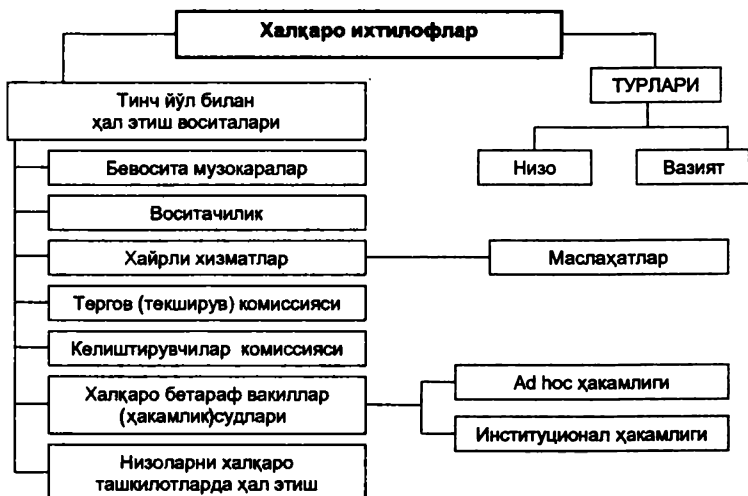 Халқаро ихтилофлар
Тинч йўл билан
ҳал этиш воситалари
ТУРЛАРИ
Низо
Вазият
Бевосита музокаралар
Воситачилик
Хайрли хизматлар
Маслаҳатлар
Тергов (текширув) комиссияси
Келиштирувчилар комиссияси
Халқаро бетараф вакиллар
(ҳакамлик)судлари
Ad hoc ҳакамлиги
Институционал ҳакамлиги
Низоларни халқаро
ташкилотларда ҳал этиш